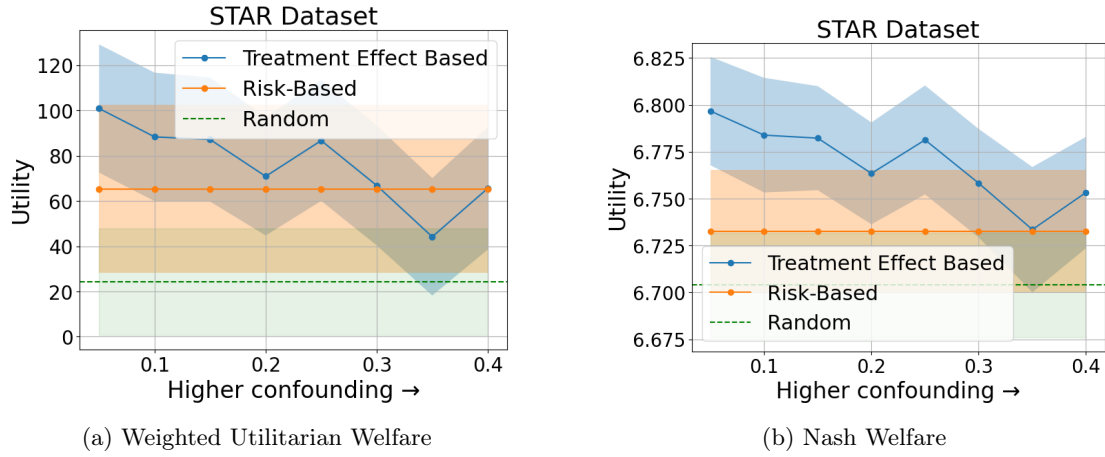 STAR Dataset
Treatment Effect Based
Risk-Based
Random
Utility
120
100
80
60
40
20
0
0.1
0.2
0.3
0.4
Higher confounding →
(a) Weighted Utilitarian Welfare
STAR Dataset
Utility
6.825
6.800
6.775
6.750
6.725
6.700
6.675
Treatment Effect Based
Risk-Based
Random
0.1
0.2
0.3
0.4
Higher confounding →
(b) Nash Welfare